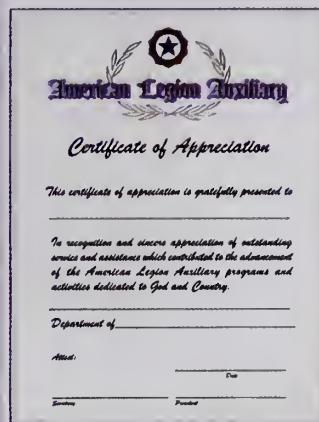 American Legion Auxiliary
Certificate of Appreciation
This certificate of appreciation is gratefully presented to
In recognition and sincere appreciation of outstanding
service and assistance which contributed to the advancement
of the American Legion Auxiliary programs and
activities dedicated to God and Country.
Department of
Attest:
Date
Secretary President